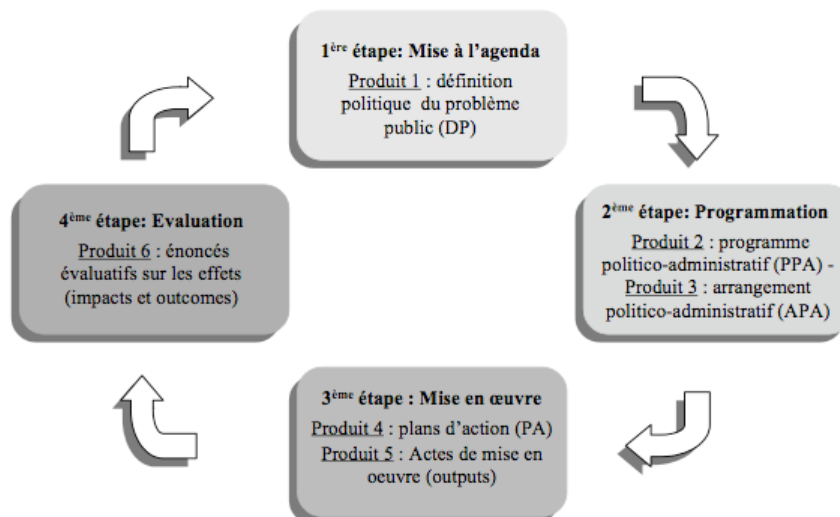 1ère étape: Mise à l'agenda
Produit 1 : définition
politique du problème
public (DP)
2ème étape: Programmation
Produit 2 : programme
politico-administratif (PPA) -
Produit 3 : arrangement
politico-administratif (APA)
3ème étape : Mise en œuvre
Produit 4 : plans d'action (PA)
Produit 5 : Actes de mise en
oeuvre (outputs)
4ème étape: Evaluation
Produit 6 : énoncés
évaluatifs sur les effets
(impacts et outcomes)